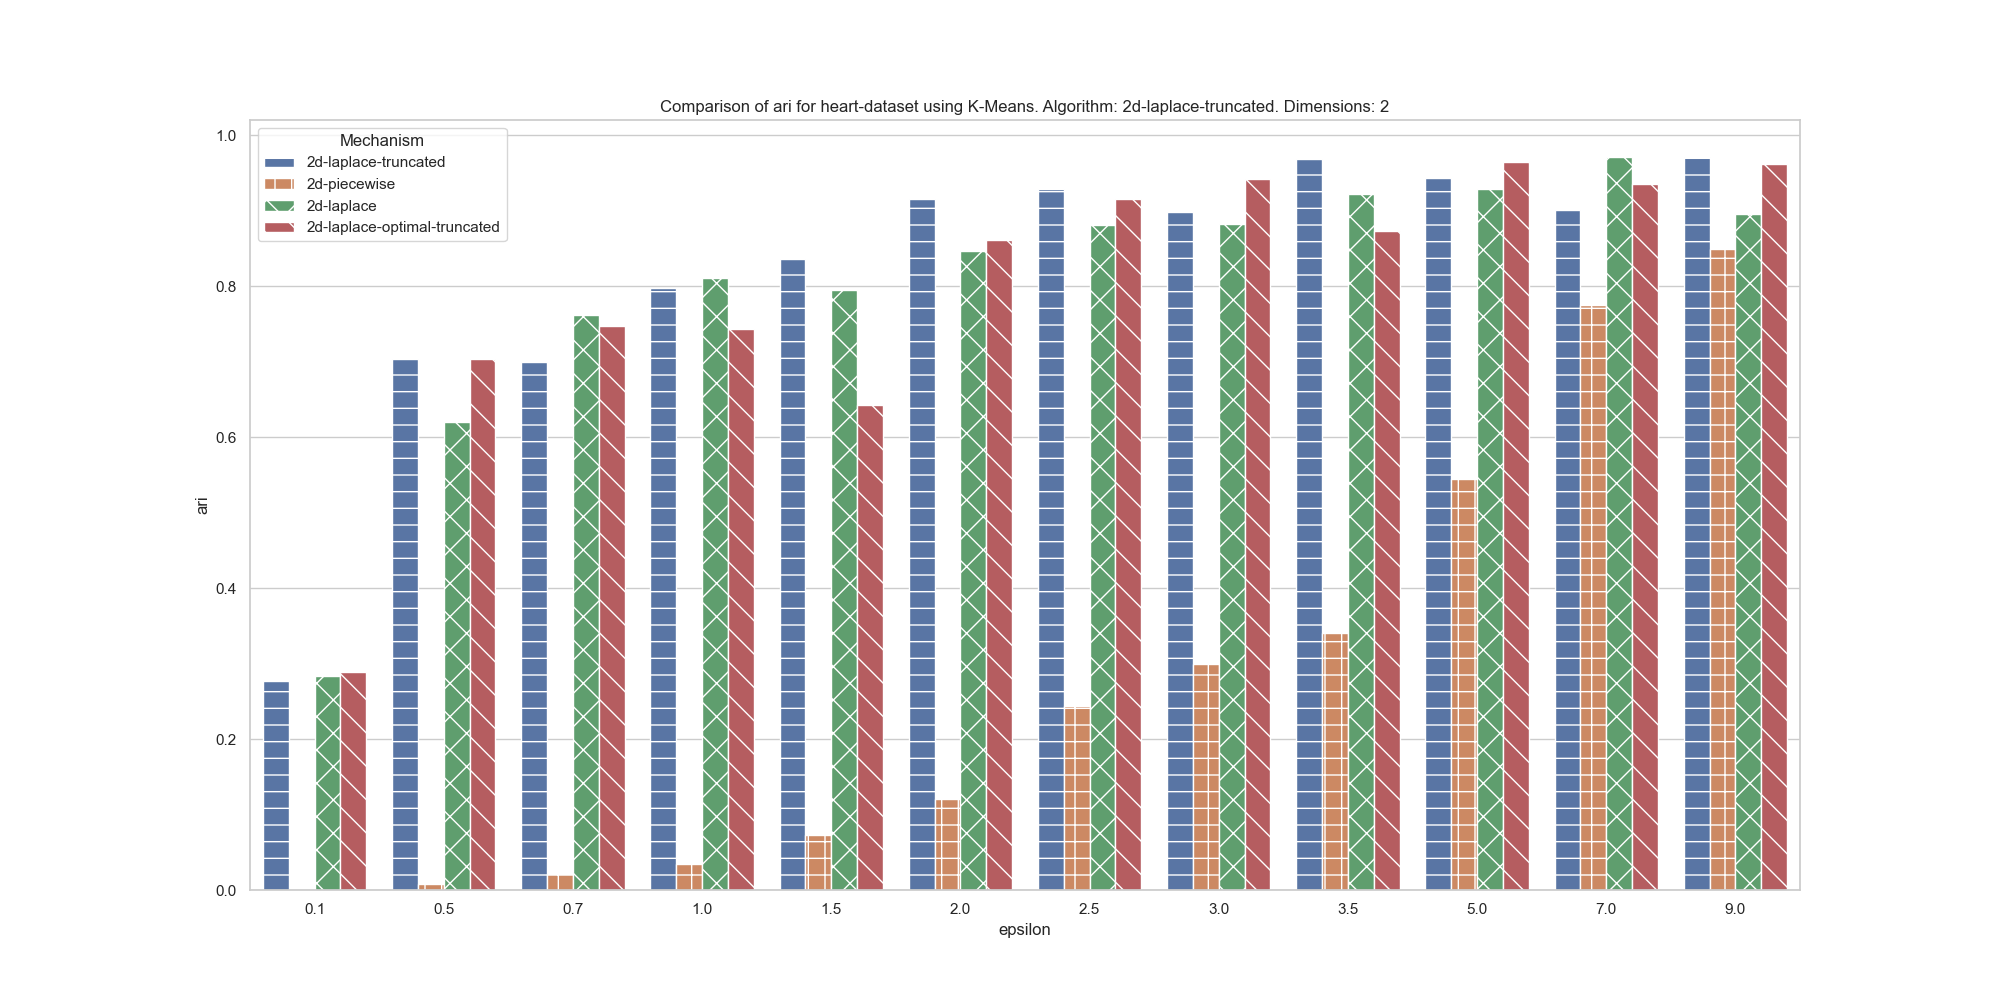 Comparison of ari for heart-dataset using K-Means. Algorithm: 2d-laplace-truncated. Dimensions: 2
Mechanism
2d-laplace-truncated
2d-piecewise
2d-laplace
2d-laplace-optimal-truncated
1.0
0.8
0.6
0.4
0.2
0.0
ari
0.1 0.5 0.7 1.0 1.5 2.0 2.5 3.0 3.5 5.0 7.0 9.0
epsilon